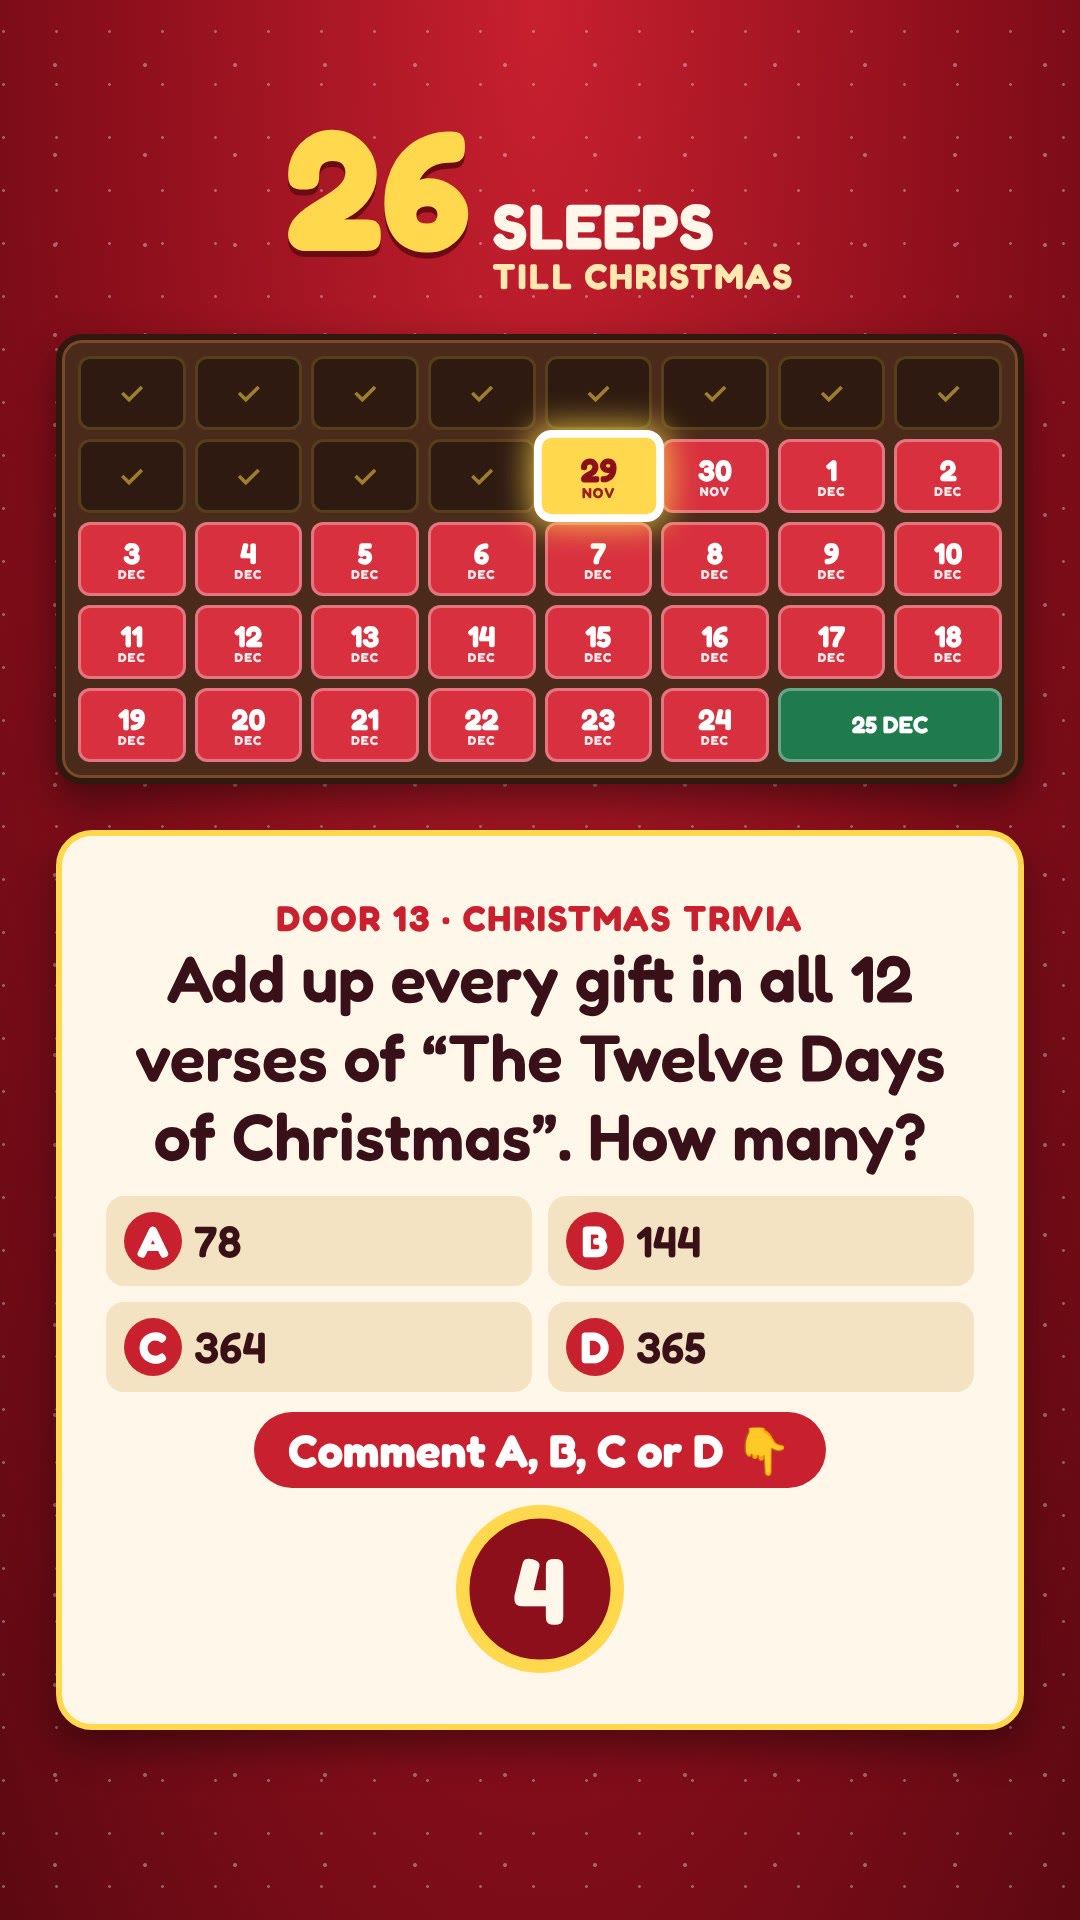 26 SLEEPS
TILL CHRISTMAS
29 NOV
30 NOV
1 DEC
2 DEC
3 DEC
4 DEC
5 DEC
6 DEC
7 DEC
8 DEC
9 DEC
10 DEC
11 DEC
12 DEC
13 DEC
14 DEC
15 DEC
16 DEC
17 DEC
18 DEC
19 DEC
20 DEC
21 DEC
22 DEC
23 DEC
24 DEC
25 DEC
DOOR 13 · CHRISTMAS TRIVIA
Add up every gift in all 12
verses of “The Twelve Days
of Christmas”. How many?
A 78
B 144
C 364
D 365
Comment A, B, C or D 👇
4